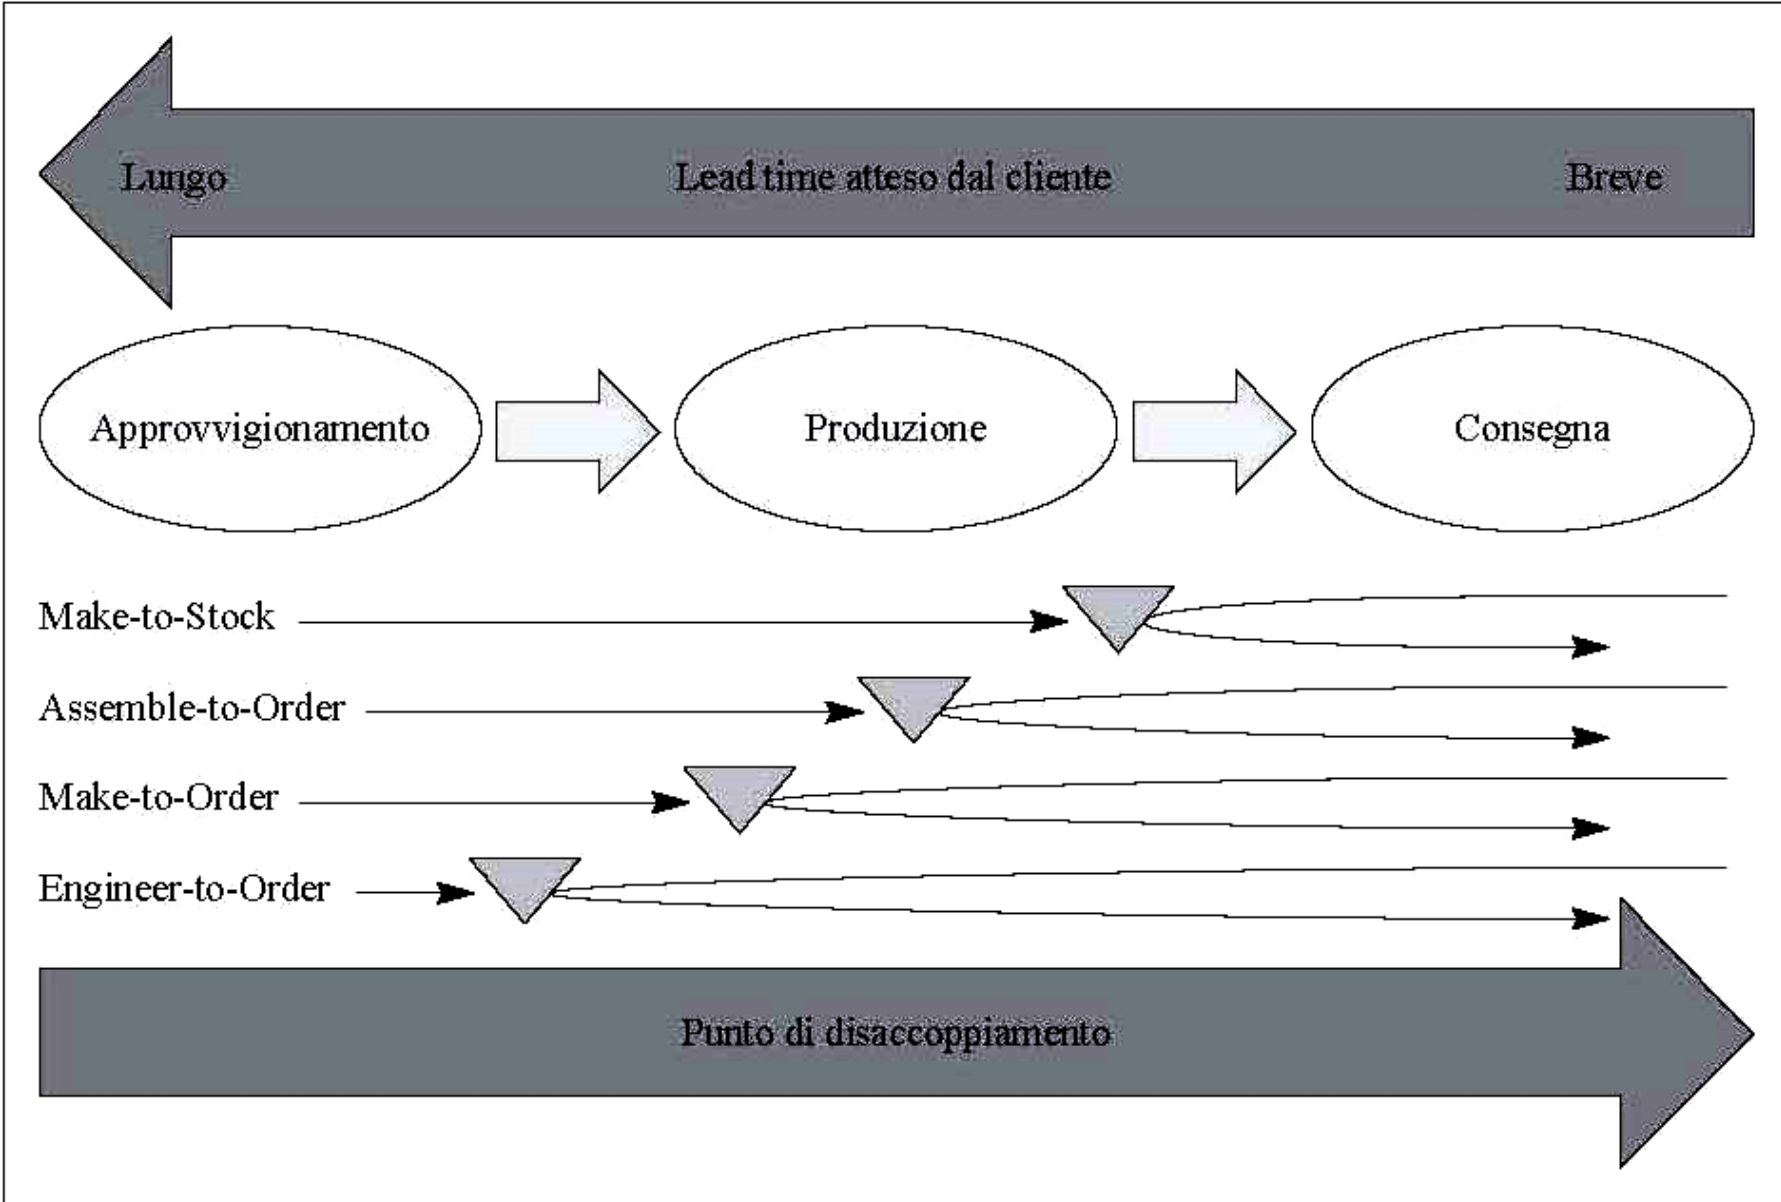 Lungo Lead time atteso dal cliente Breve
Approvvigionamento Produzione Consegna
Make-to-Stock
Assemble-to-Order
Make-to-Order
Engineer-to-Order
Punto di disaccoppiamento